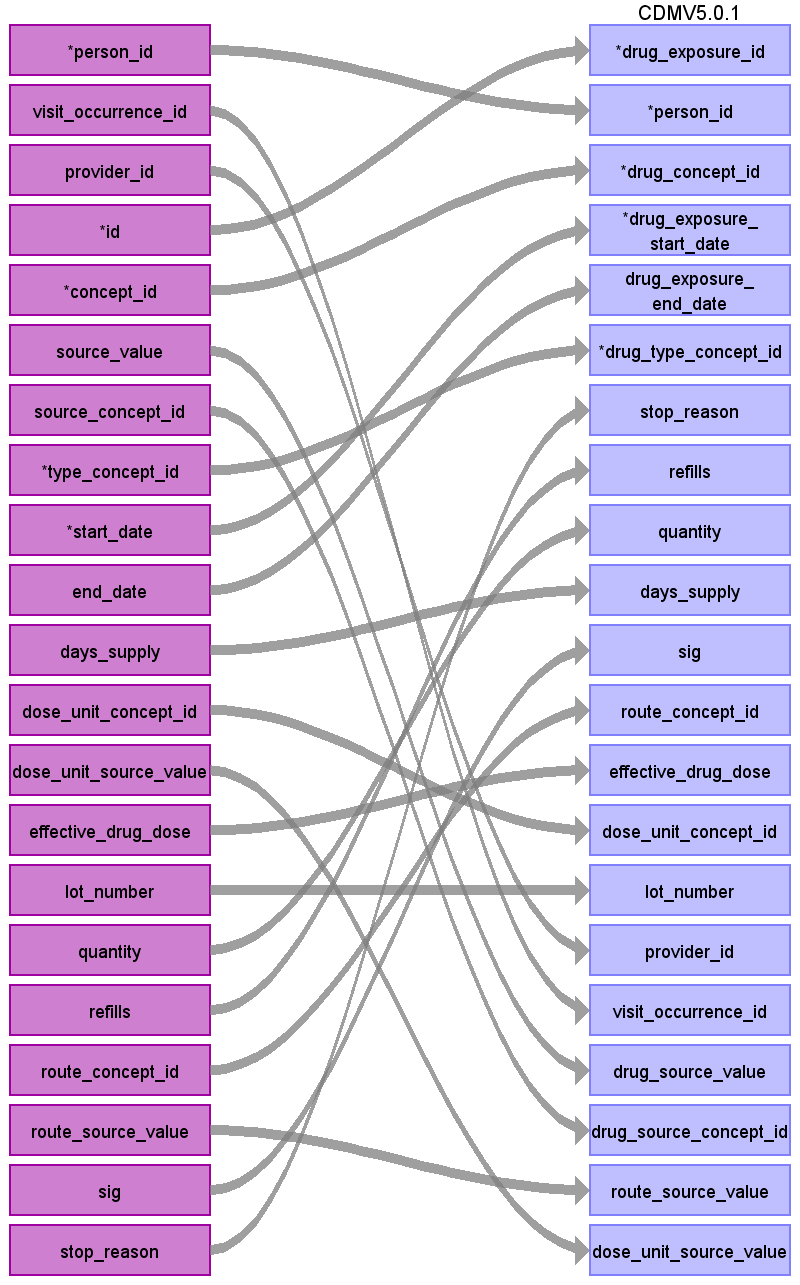 CDMV5.0.1
*person_id
visit_occurrence_id
provider_id
*id
*concept_id
source_value
source_concept_id
*type_concept_id
*start_date
end_date
days_supply
dose_unit_concept_id
dose_unit_source_value
effective_drug_dose
lot_number
quantity
refills
route_concept_id
route_source_value
sig
stop_reason
*drug_exposure_id
*person_id
*drug_concept_id
*drug_exposure_
start_date
drug_exposure_
end_date
*drug_type_concept_id
stop_reason
refills
quantity
days_supply
sig
route_concept_id
effective_drug_dose
dose_unit_concept_id
lot_number
provider_id
visit_occurrence_id
drug_source_value
drug_source_concept_id
route_source_value
dose_unit_source_value